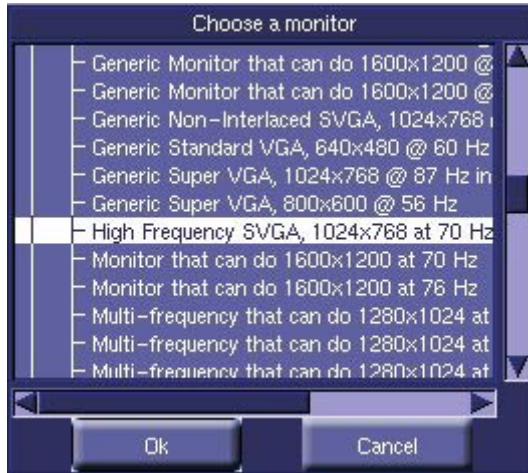 Choose a monitor
Generic Monitor that can do 1600x1200 @
Generic Monitor that can do 1600x1200 @
Generic Non-Interlaced SVGA, 1024x768
Generic Standard VGA, 640x480 @ 60 Hz
Generic Super VGA, 1024x768 @ 87 Hz in
Generic Super VGA, 800x600 @ 56 Hz
High Frequency SVGA, 1024x768 at 70 Hz
Monitor that can do 1600x1200 at 70 Hz
Monitor that can do 1600x1200 at 76 Hz
Multi-frequency that can do 1280x1024 at
Multi-frequency that can do 1280x1024 at
Multi-frequency that can do 1280x1024 at
Ok
Cancel